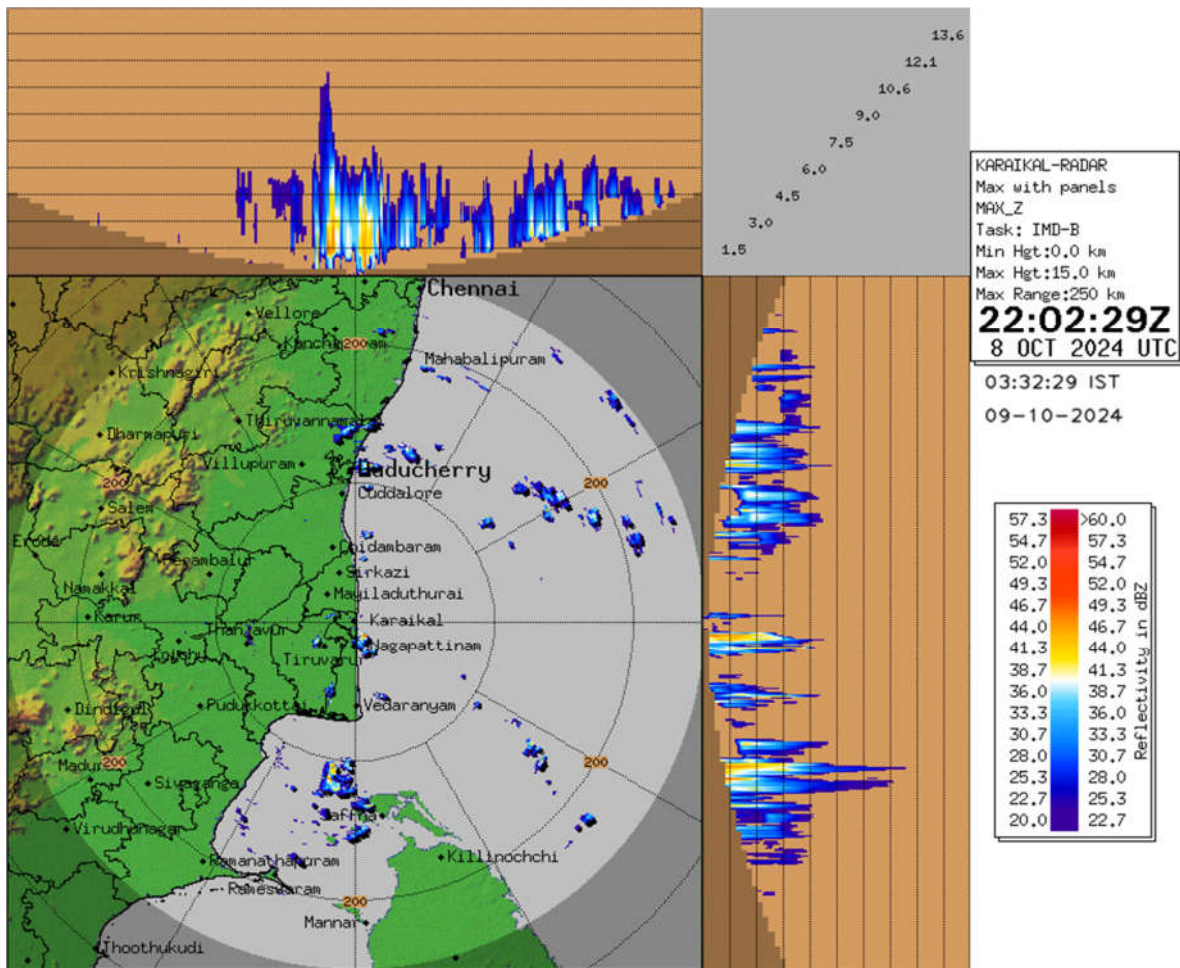 13.6
12.1
10.6
9.0
7.5
6.0
4.5
3.0
1.5
KARAIKAL-RADAR
Max with panels
MAX_Z
Task: IMD-B
Min Hgt:0.0 km
Max Hgt:15.0 km
Max Range:250 km
22:02:29Z
8 OCT 2024 UTC
03:32:29 IST
09-10-2024
Chennai
Vellore
200
Mahabalipuram
Krishnagiri
Dharmapuri
Villupuram
200
200
Cuddalore
Salem
Chidambaram
Perambalur
Sirkazi
Namakkal
Mayiladuthurai
Karur
Karaikal
Thanjavur
Nagapattinam
Tiruvarur
Pudukkottai
Vedaranyam
Dindigul
200
200
Sivaganga
Jaffna
Virudhanagar
Ramanathapuram
Killinochchi
Ramesvaram
200
Mannar
Thoothukudi
57.3 >60.0
54.7 57.3
52.0 54.7
49.3 52.0
46.7 49.3
44.0 46.7
41.3 44.0
38.7 41.3
36.0 38.7
33.3 36.0
30.7 33.3
28.0 30.7
25.3 28.0
22.7 25.3
20.0 22.7
Reflectivity in dBZ